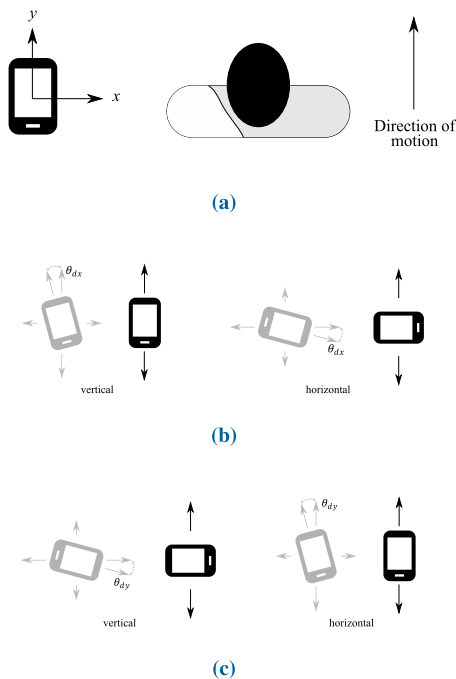 y
x
Direction of
motion
(a)
θdx
θdx
vertical
horizontal
(b)
θdy
θdy
vertical
horizontal
(c)